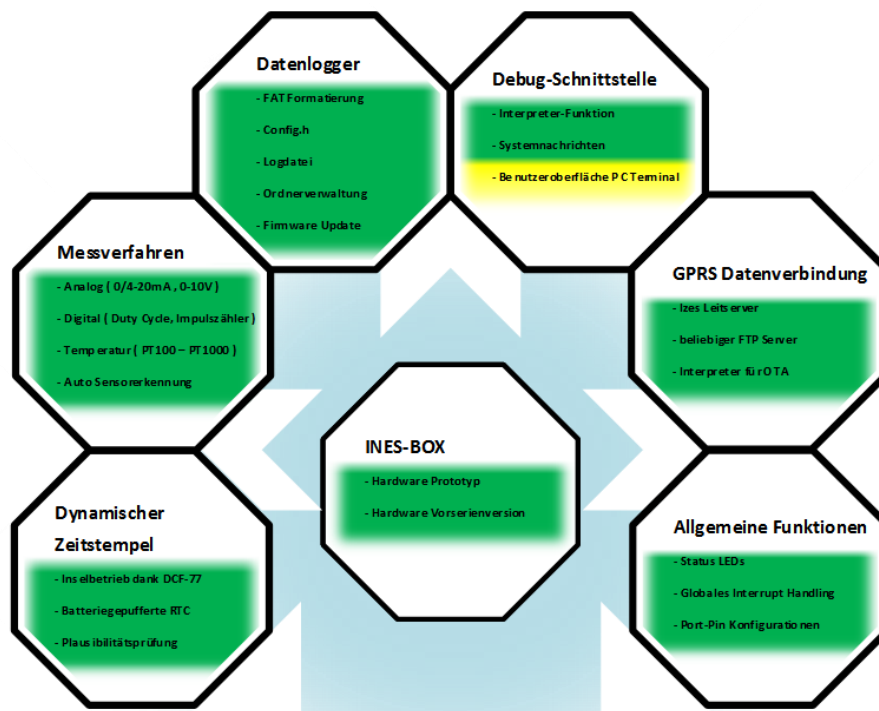 Datenlogger
- FAT Formatierung
- Config.h
- Logdatei
- Ordnerverwaltung
- Firmware Update
Debug-Schnittstelle
- Interpreter-Funktion
- Systemnachrichten
- Benutzeroberfläche PC Terminal
Messverfahren
- Analog ( 0/4-20mA , 0-10V )
- Digital ( Duty Cycle, Impulszähler )
- Temperatur ( PT100 – PT1000 )
- Auto Sensorerkennung
GPRS Datenverbindung
- Izes Leitserver
- beliebiger FTP Server
- Interpreter für OTA
INES-BOX
- Hardware Prototyp
- Hardware Vorserienversion
Dynamischer
Zeitstempel
- Inselbetrieb dank DCF-77
- Batteriegepufferte RTC
- Plausibilitätsprüfung
Allgemeine Funktionen
- Status LEDs
- Globales Interrupt Handling
- Port-Pin Konfigurationen